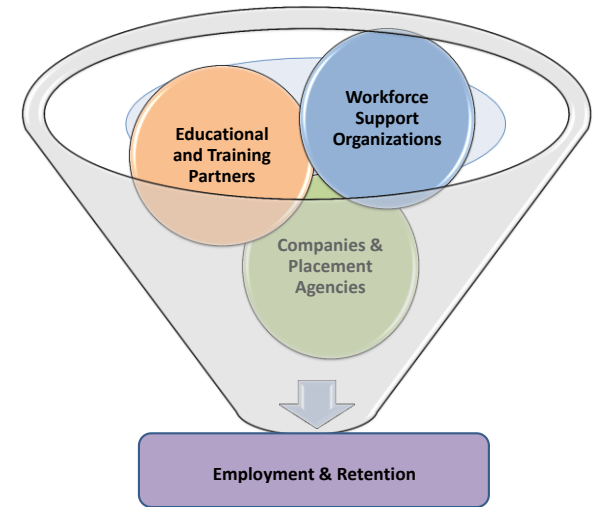 Workforce
Support
Organizations
Educational
and Training
Partners
Companies &
Placement
Agencies
Employment & Retention